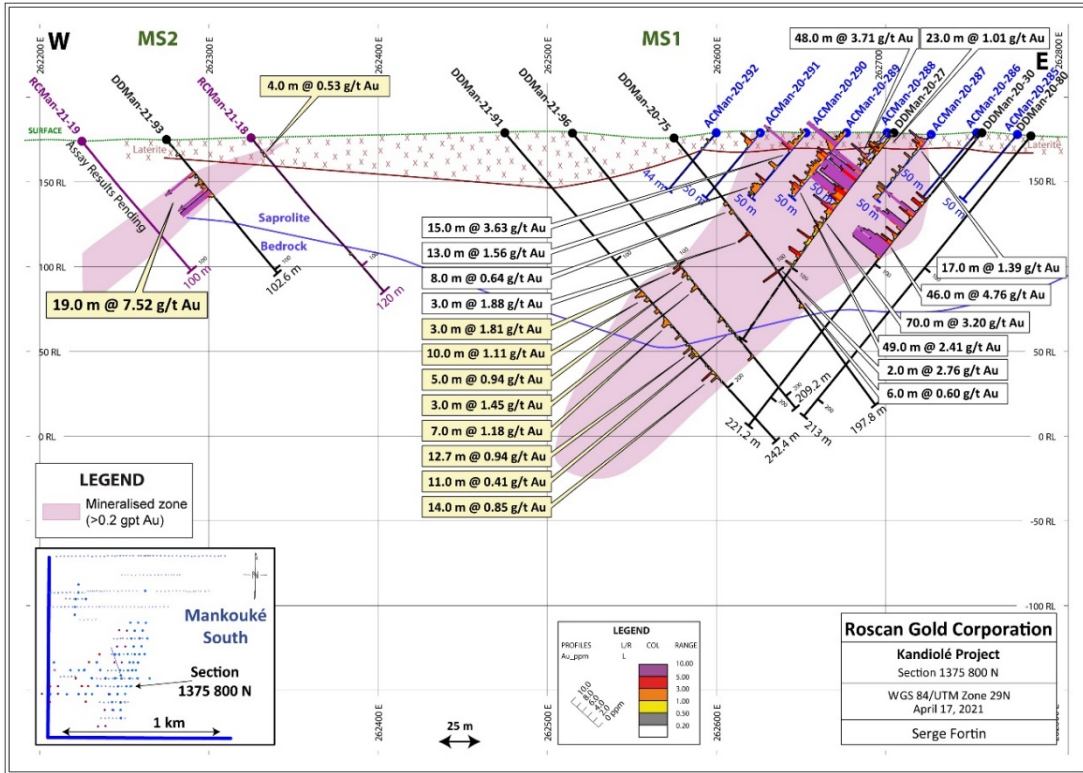 W
MS2
MS1
E
262200 E
262300 E
262400 E
262500 E
262600 E
262700 E
262800 E
RCMan-21-19
DDMan-21-93
RCMan-21-18
DDMan-21-91
DDMan-21-96
DDMan-20-75
ACMan-20-292
ACMan-20-291
ACMan-20-290
ACMan-20-289
ACMan-20-288
DDMan-20-27
ACMan-20-287
ACMan-20-286
DDMan-20-30
ACMan-20-285
DDMan-20-80
48.0 m @ 3.71 g/t Au
23.0 m @ 1.01 g/t Au
4.0 m @ 0.53 g/t Au
SURFACE
Laterite
Laterite
Assay Results Pending
150 RL
150 RL
Saprolite
Bedrock
100 RL
100 RL
100 m
102.6 m
120 m
44 m
50 m
50 m
50 m
50 m
50 m
50 m
50 m
19.0 m @ 7.52 g/t Au
15.0 m @ 3.63 g/t Au
13.0 m @ 1.56 g/t Au
8.0 m @ 0.64 g/t Au
3.0 m @ 1.88 g/t Au
3.0 m @ 1.81 g/t Au
10.0 m @ 1.11 g/t Au
5.0 m @ 0.94 g/t Au
3.0 m @ 1.45 g/t Au
7.0 m @ 1.18 g/t Au
12.7 m @ 0.94 g/t Au
11.0 m @ 0.41 g/t Au
14.0 m @ 0.85 g/t Au
17.0 m @ 1.39 g/t Au
46.0 m @ 4.76 g/t Au
70.0 m @ 3.20 g/t Au
49.0 m @ 2.41 g/t Au
2.0 m @ 2.76 g/t Au
6.0 m @ 0.60 g/t Au
50 RL
50 RL
221.2 m
242.4 m
209.2 m
213 m
197.8 m
0 RL
0 RL
-50 RL
-50 RL
-100 RL
LEGEND
Mineralised zone
(>0.2 gpt Au)
N
Mankouké
South
Section
1375 800 N
1 km
25 m
LEGEND
PROFILES L/R COL RANGE
Au_ppm L
10.00
5.00
3.00
1.00
0.50
0.20
10.0
8.0
6.0
4.0
2.0
0 ppm
Roscan Gold Corporation
Kandiolé Project
Section 1375 800 N
WGS 84/UTM Zone 29N
April 17, 2021
Serge Fortin